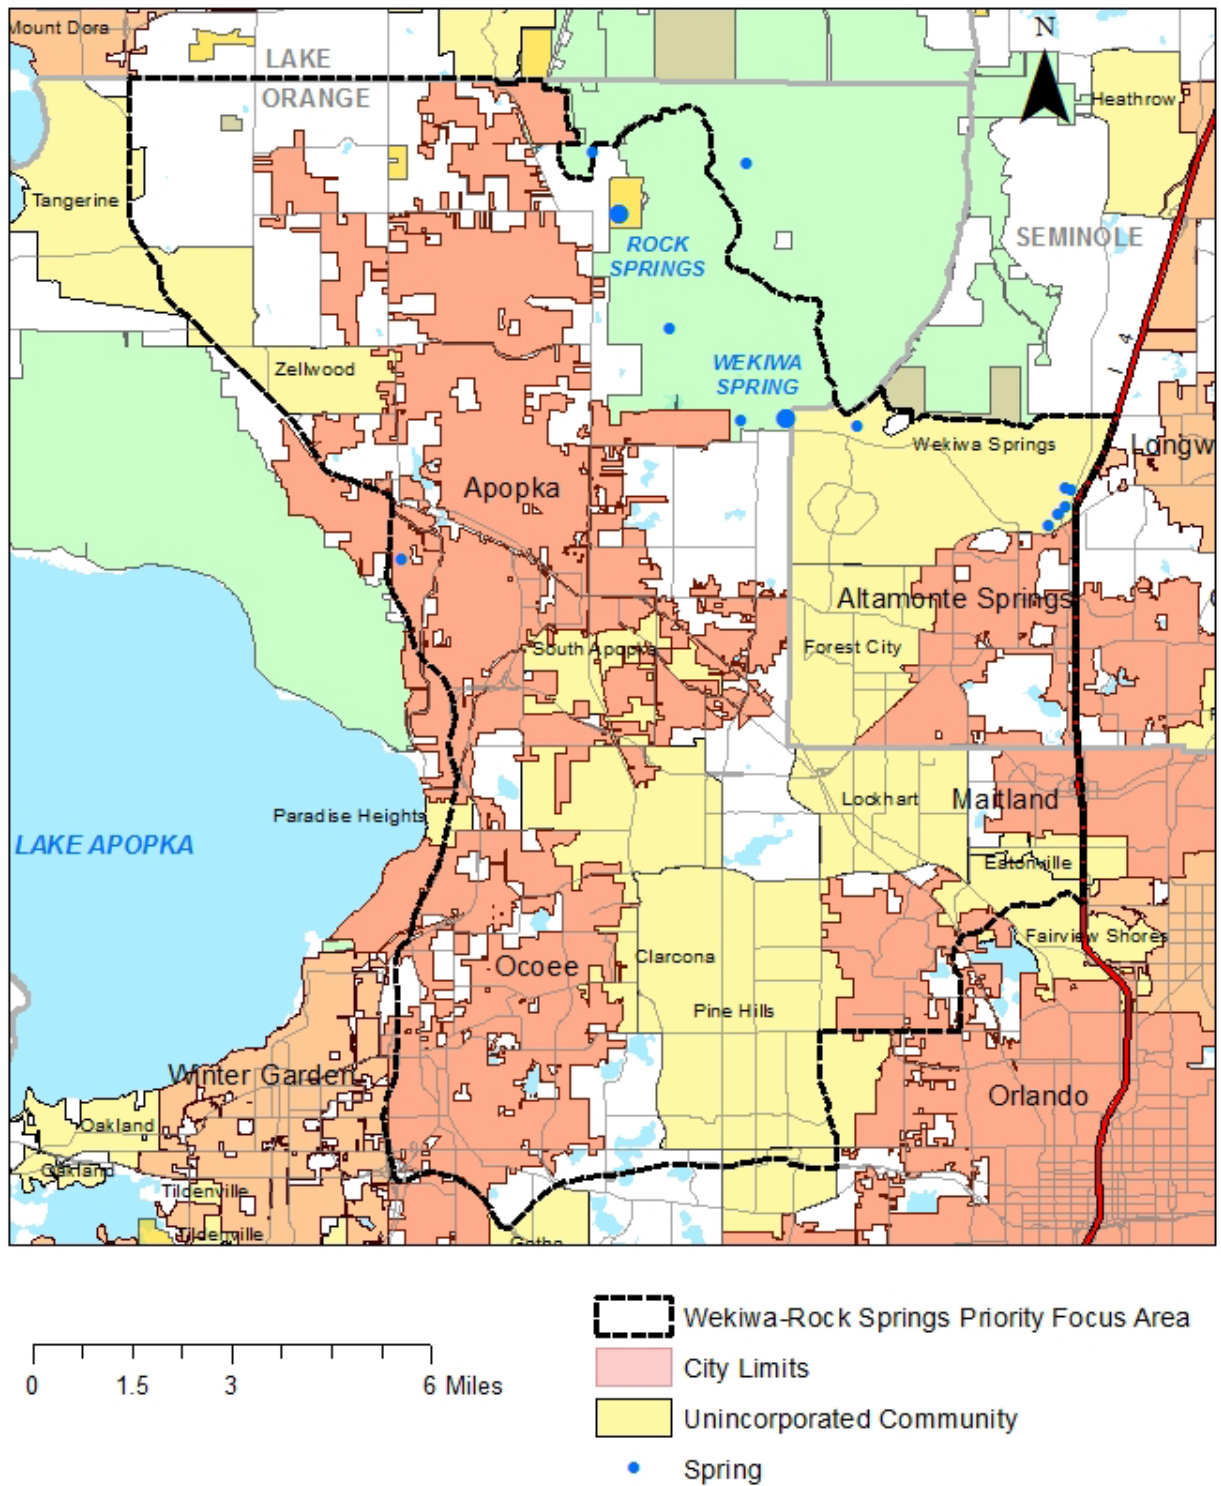 Mount Dora
LAKE
ORANGE
N
Heathrow
Tangerine
SEMINOLE
ROCK
SPRINGS
I 4
WEKIWA
SPRING
Zellwood
Wekiwa Springs
Longw
Apopka
Altamonte Springs
Forest City
South Apopka
Lockhart
Maitland
Paradise Heights
LAKE APOPKA
Eatonville
Fairview Shores
Clarcona
Ocoee
Pine Hills
Winter Garden
Orlando
Oakland
Oakland
Tildenville
Tildenville
Gotha
Wekiwa-Rock Springs Priority Focus Area
City Limits
0 1.5 3 6 Miles
Unincorporated Community
Spring